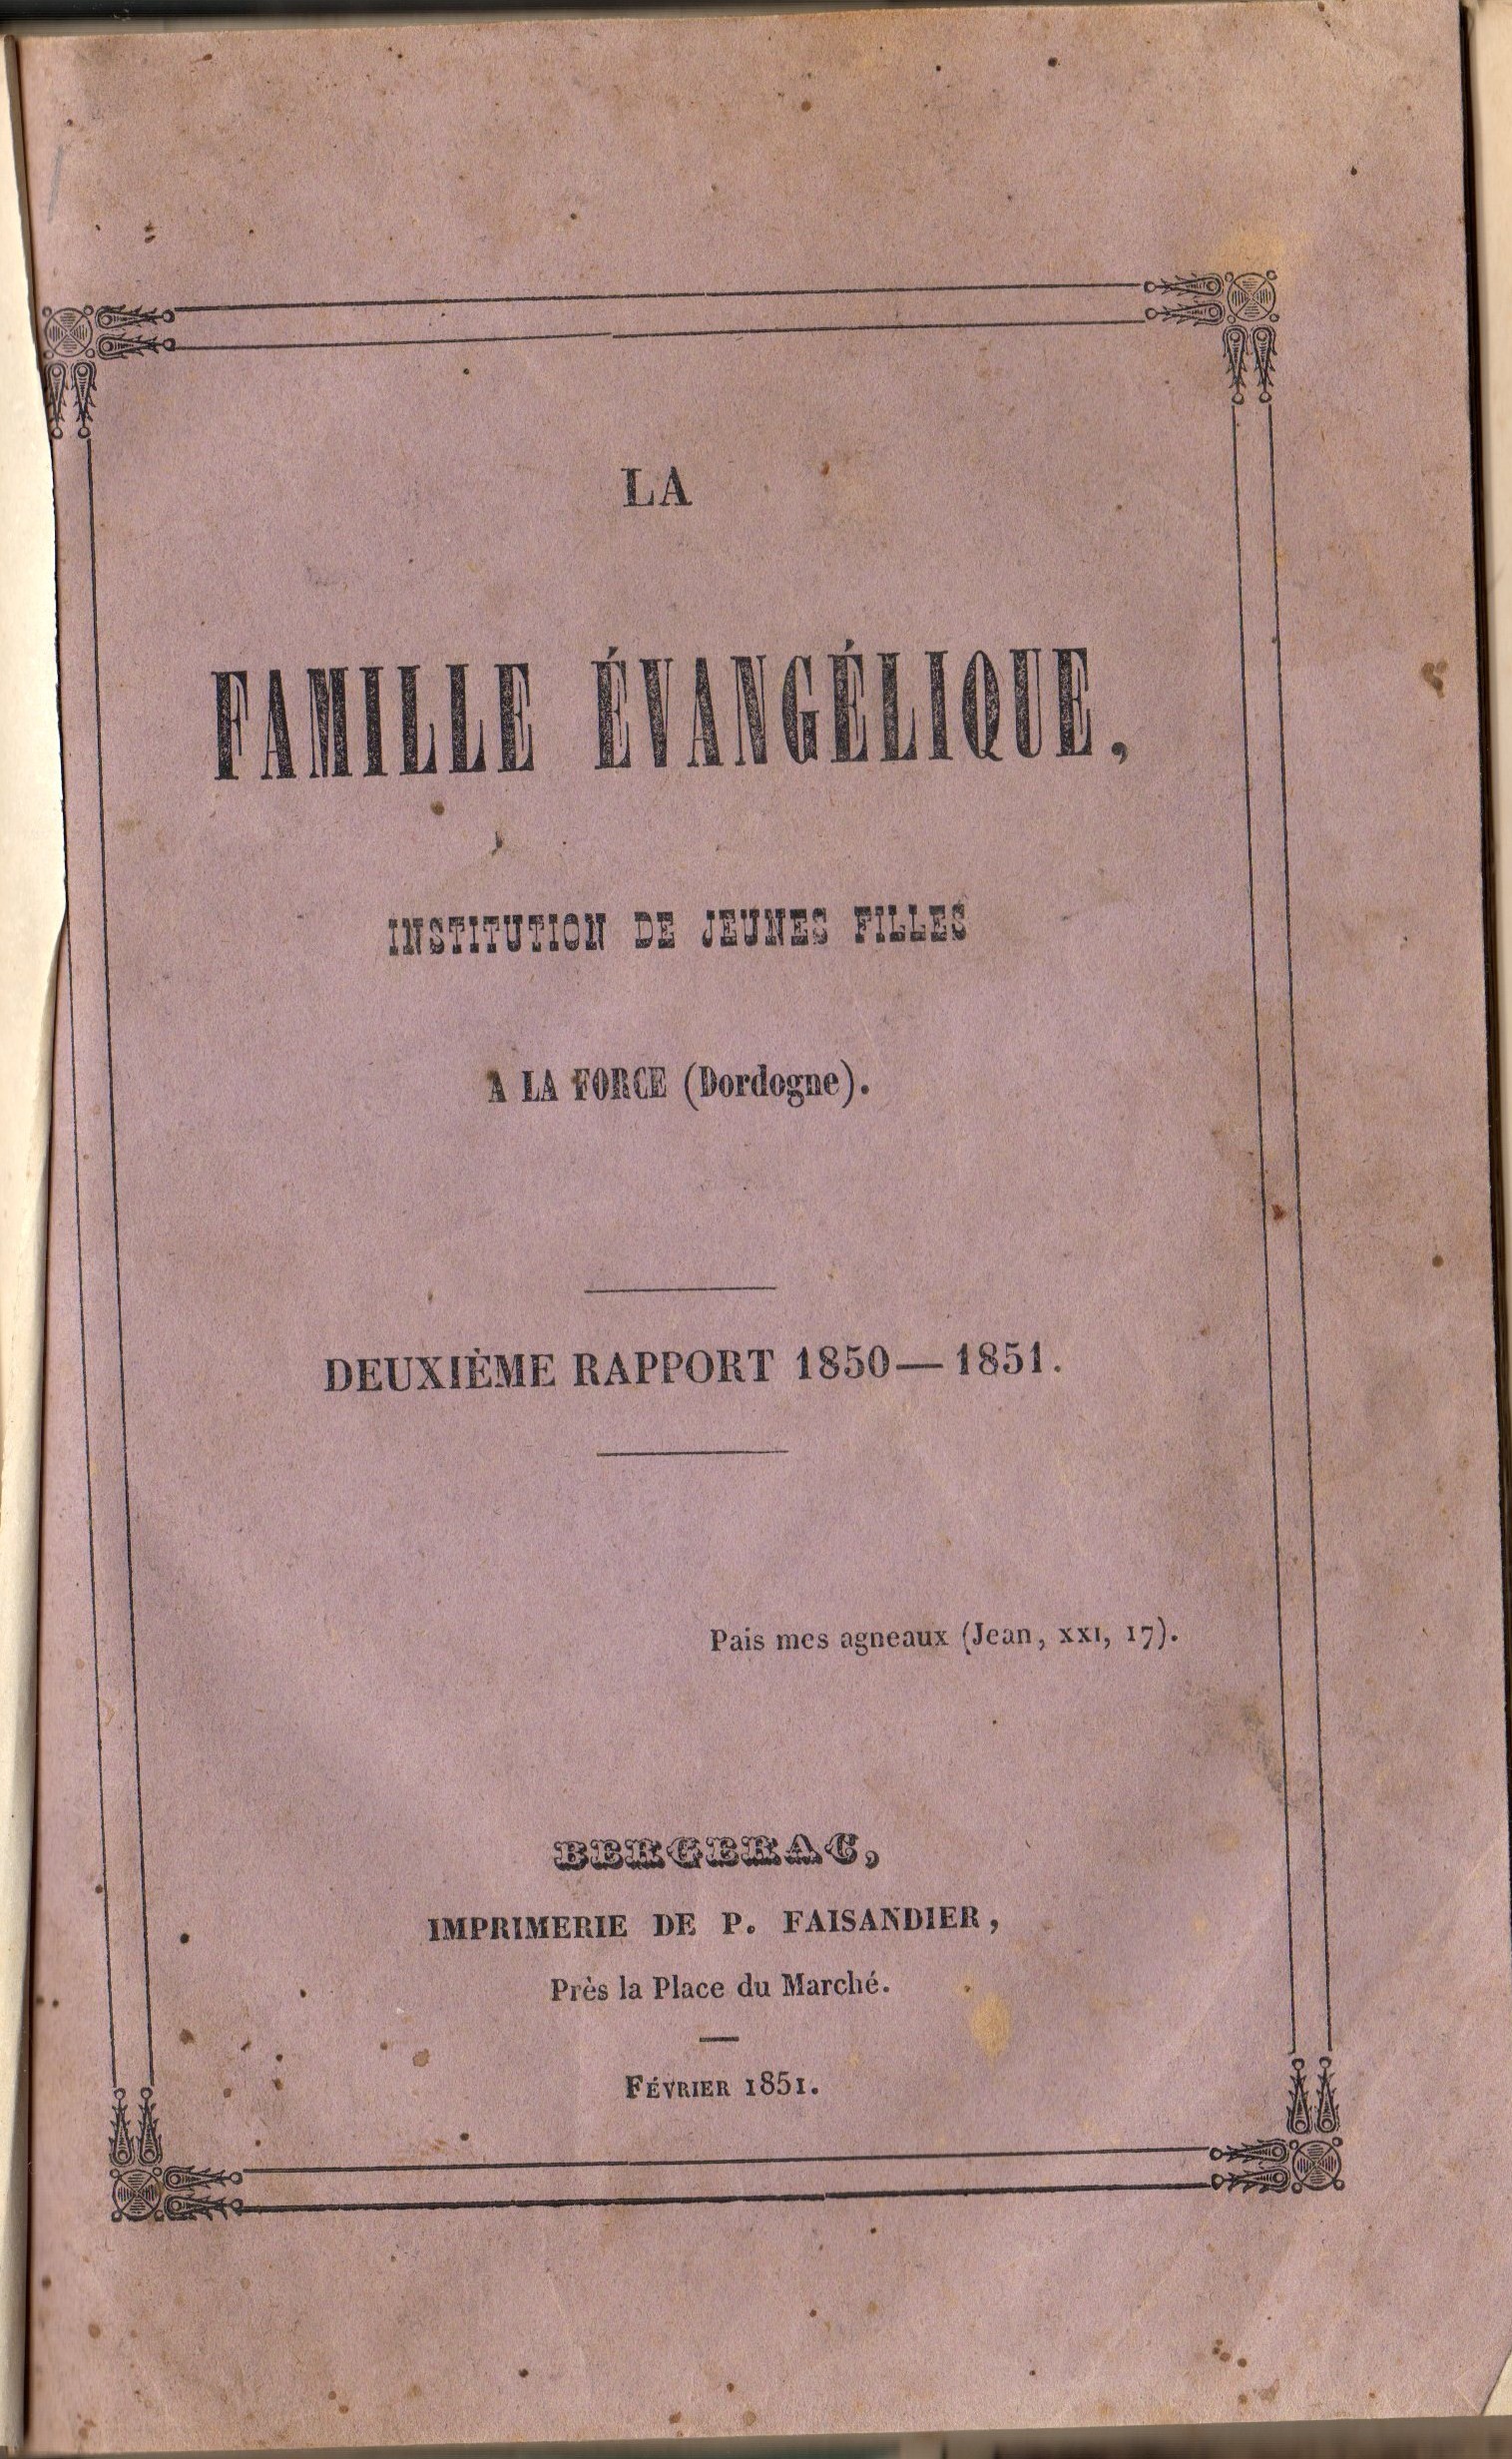 LA
FAMILLE ÉVANGÉLIQUE,
INSTITUTION DE JEUNES FILLES
A LA FORCE (Dordogne).
DEUXIÈME RAPPORT 1850—1851.
Pais mes agneaux (Jean, XXI, 17).
BERGERAC,
IMPRIMERIE DE P. FAISANDIER,
Près la Place du Marché.
FÉVRIER 1851.